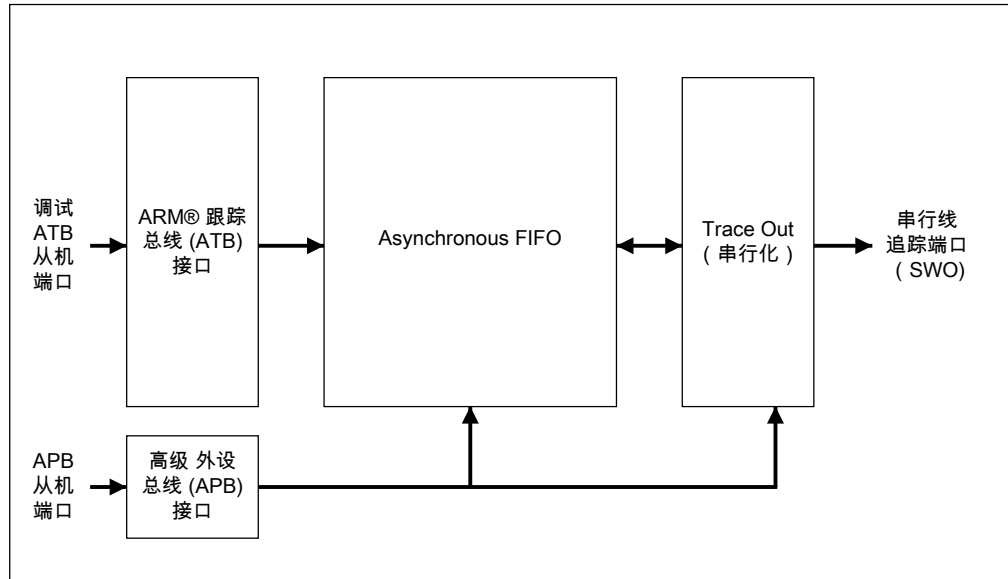 调试
ATB
从机
端口
ARM® 跟踪
总线 (ATB)
接口
Asynchronous FIFO
Trace Out
( 串行化 )
串行线
追踪端口
( SWO)
APB
从机
端口
高级 外设
总线 (APB)
接口